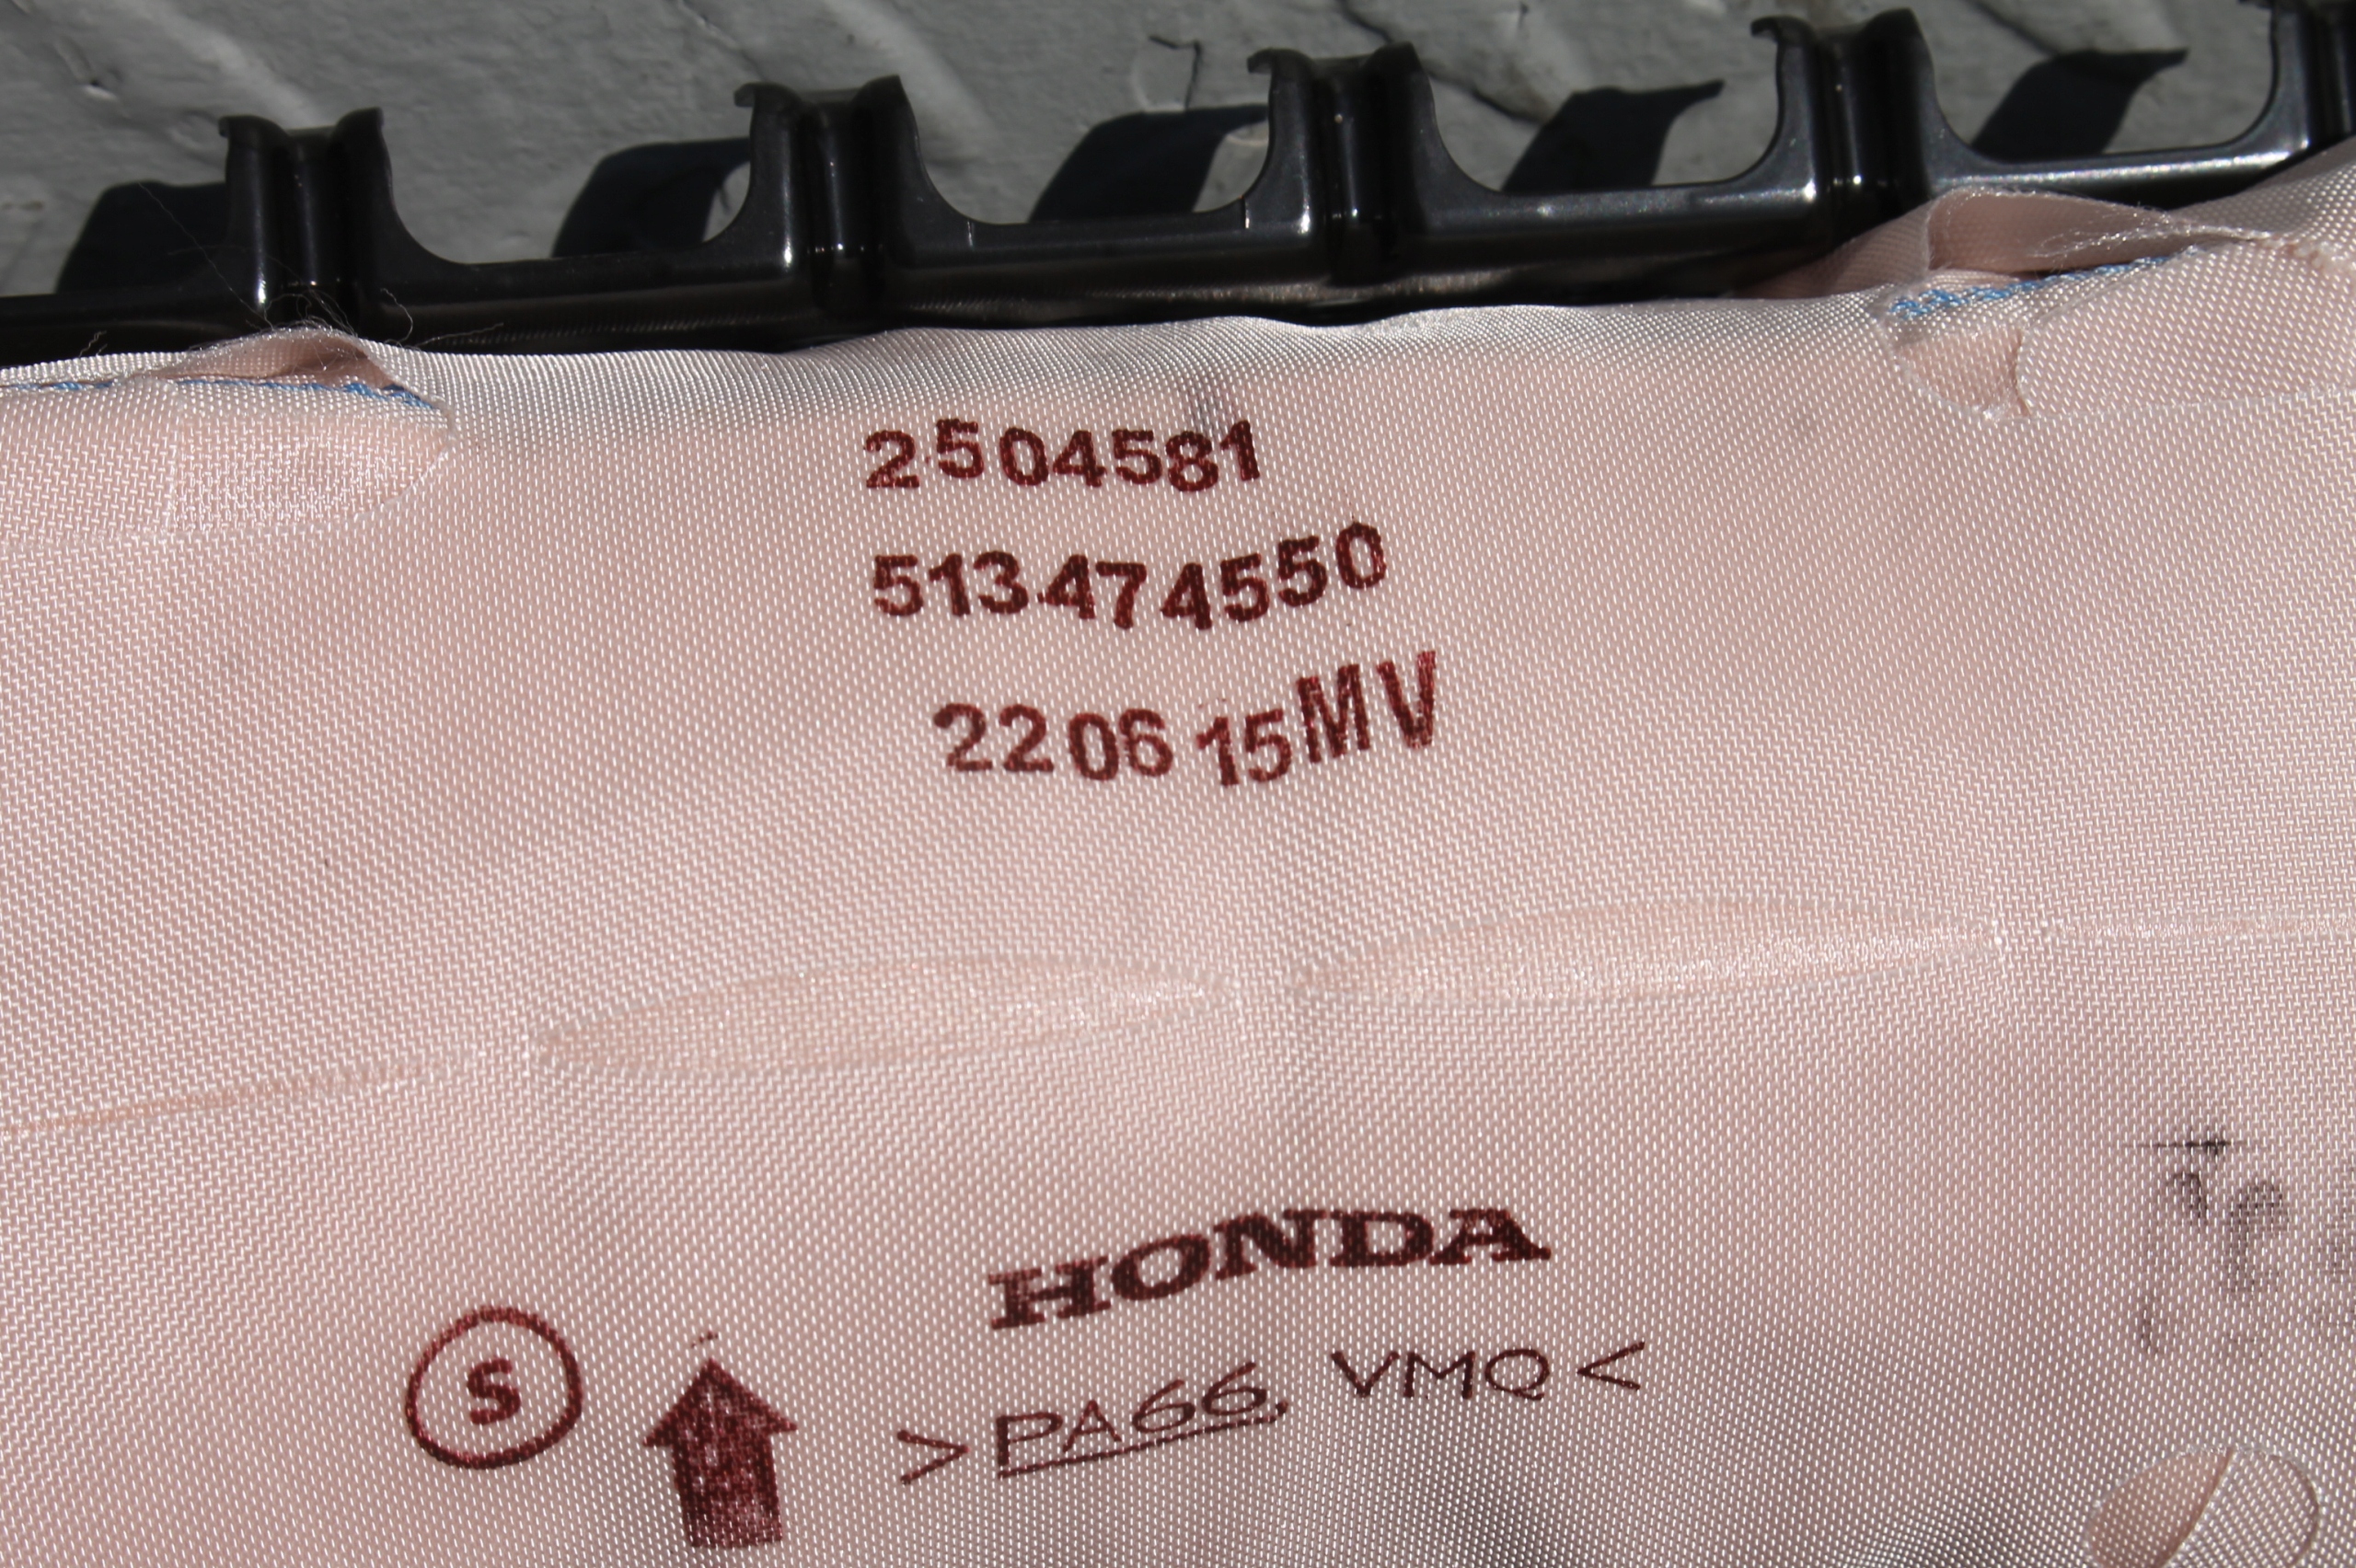 2504581
513474550
220615MV
HONDA
S
>PA66, VMQ<